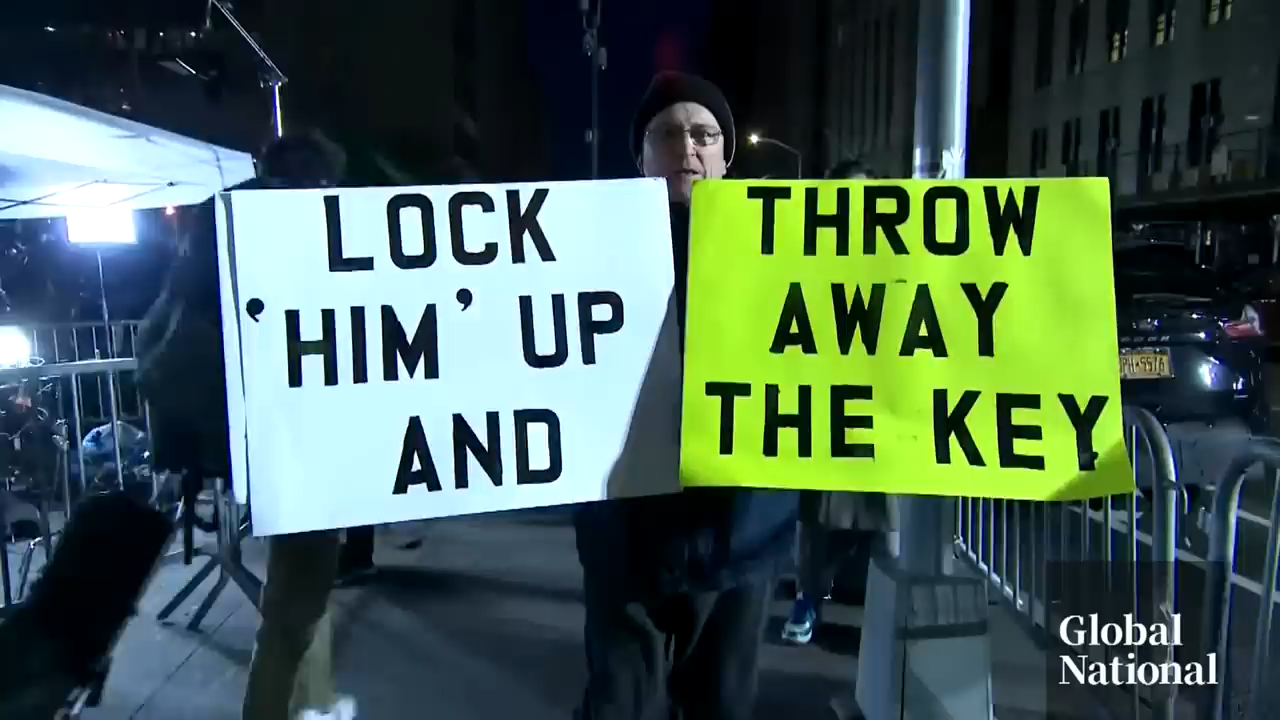 LOCK
'HIM' UP
AND
THROW
AWAY
THE KEY
Global
National